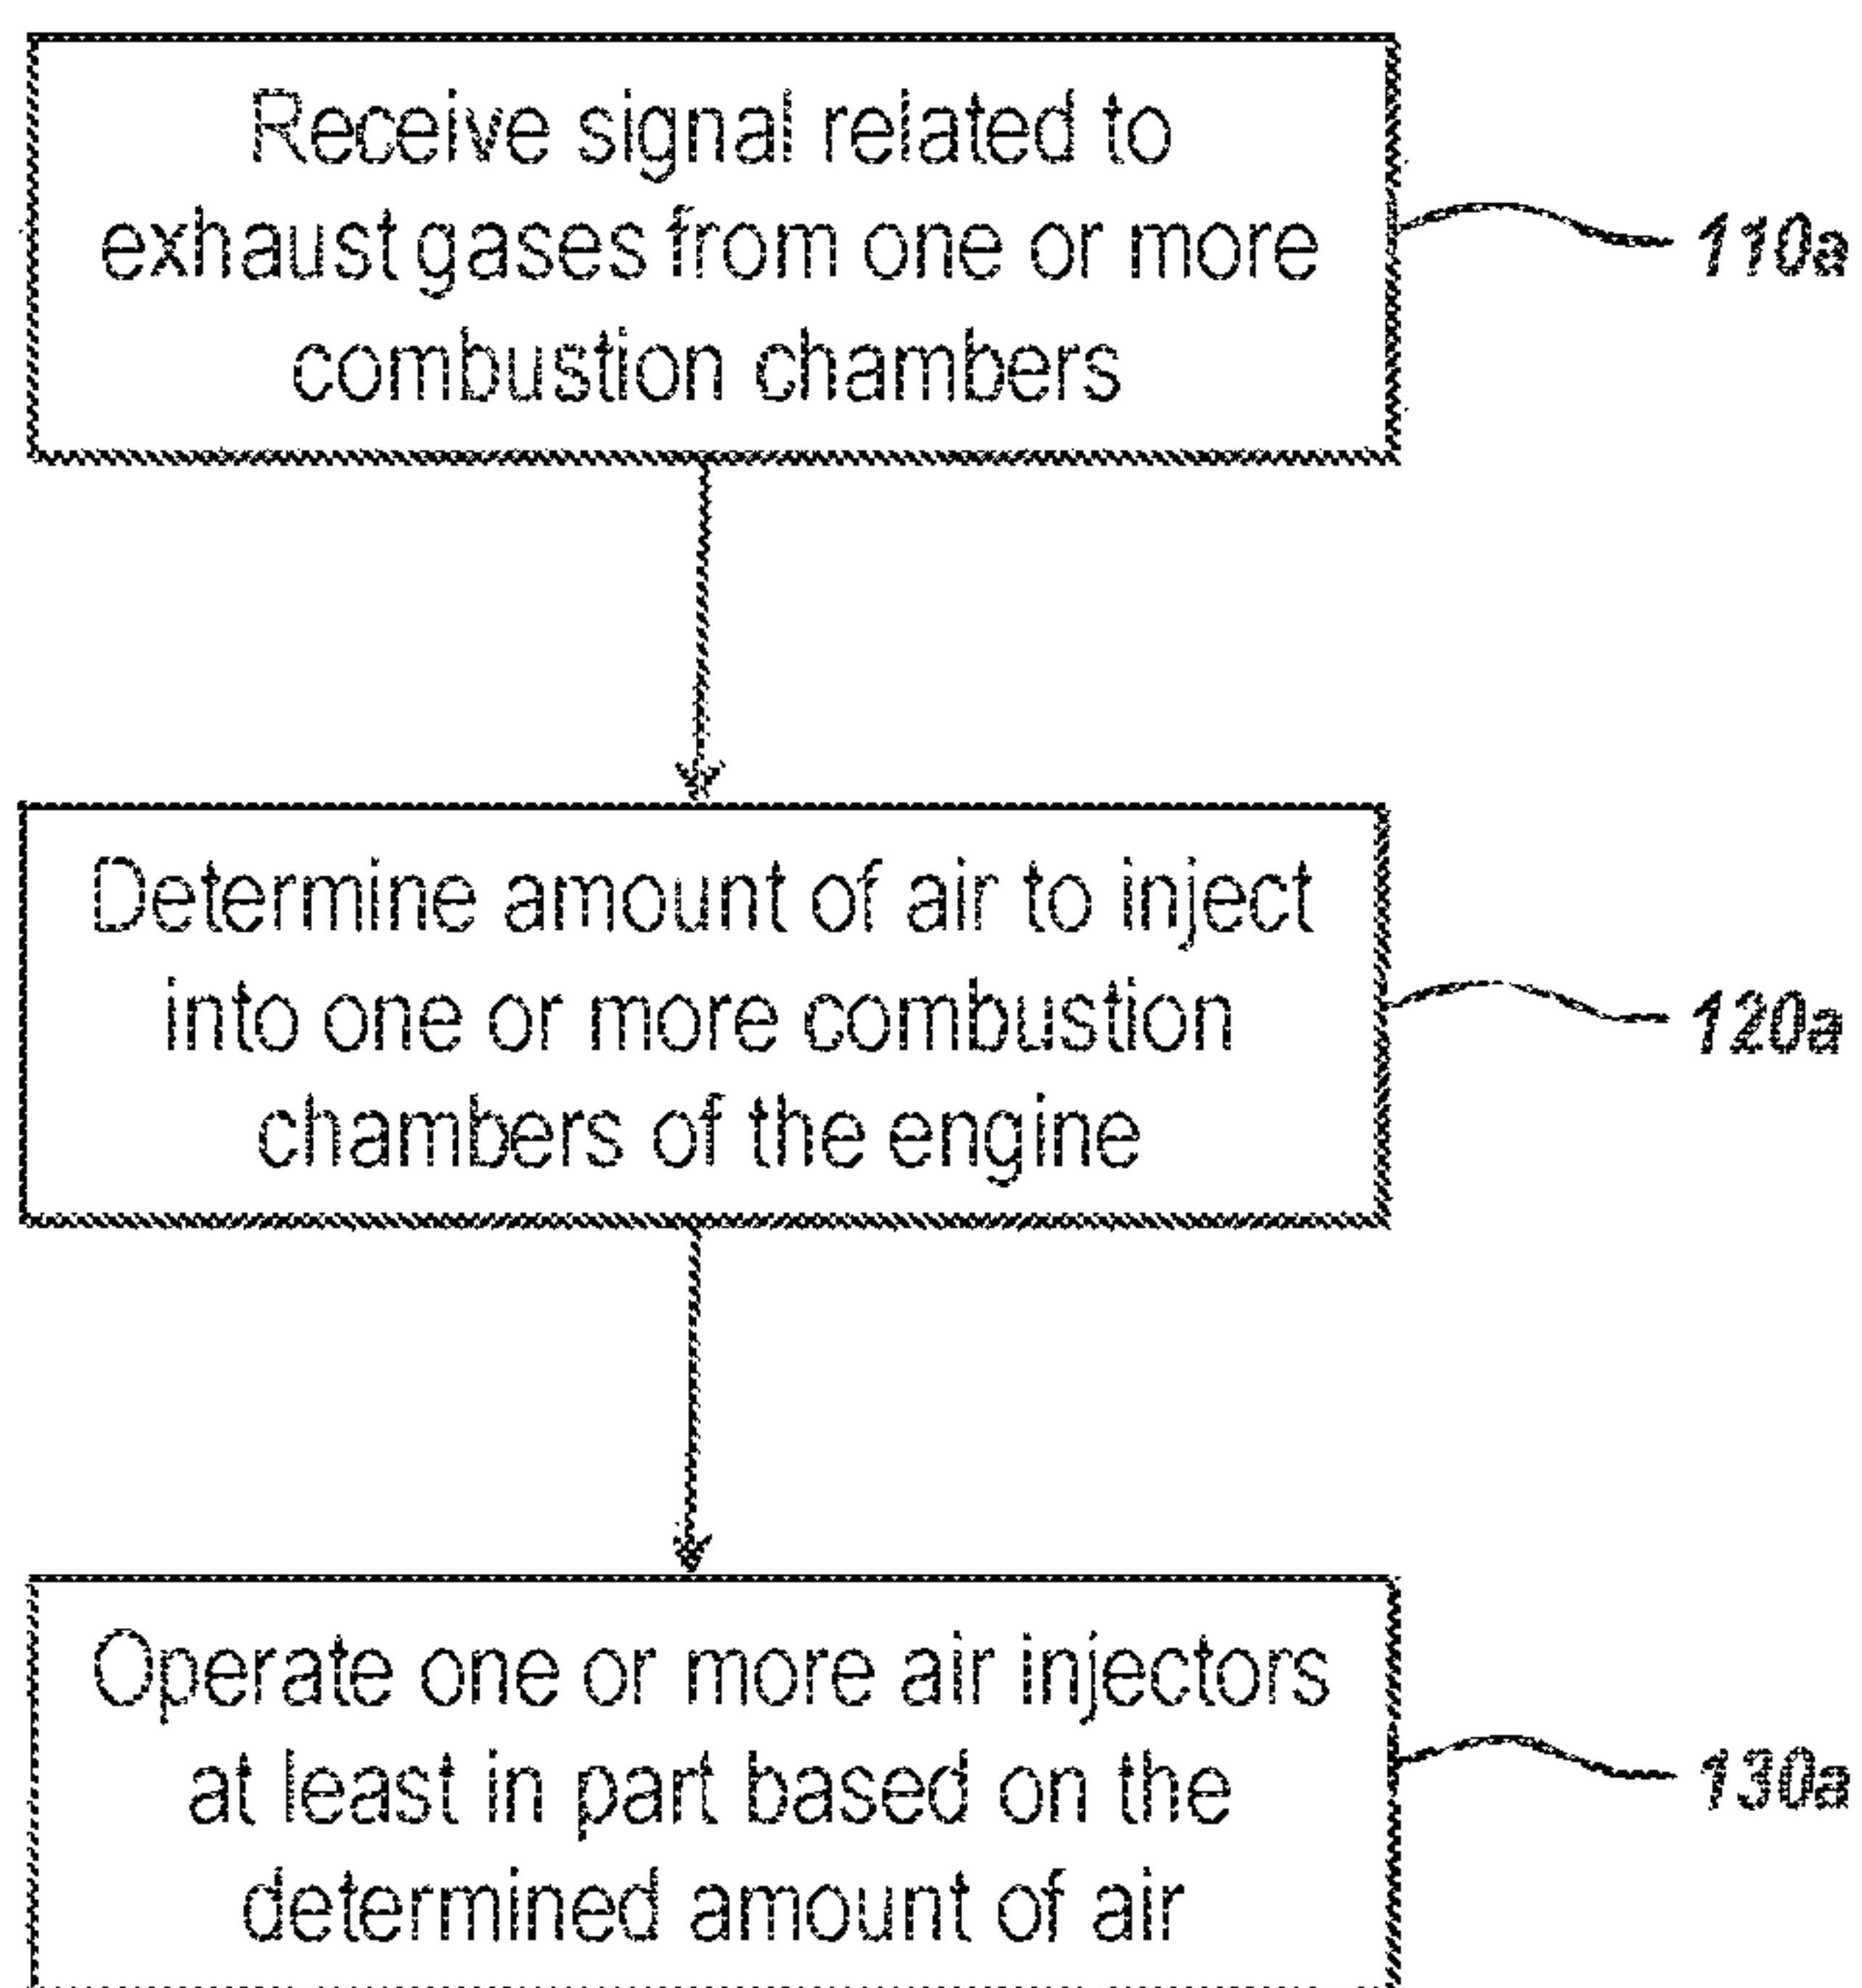 Receive signal related to
exhaust gases from one or more
combustion chambers
110a
Determine amount of air to inject
into one or more combustion
chambers of the engine
120a
Operate one or more air injectors
at least in part based on the
determined amount of air
130a